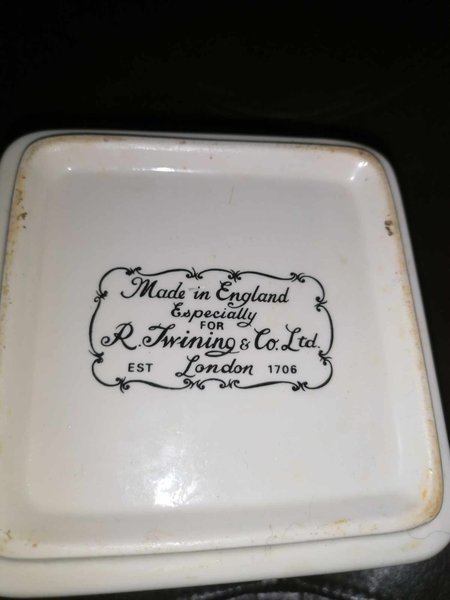 Made in England
Especially
FOR
R. Twining & Co. Ltd.
EST London 1706